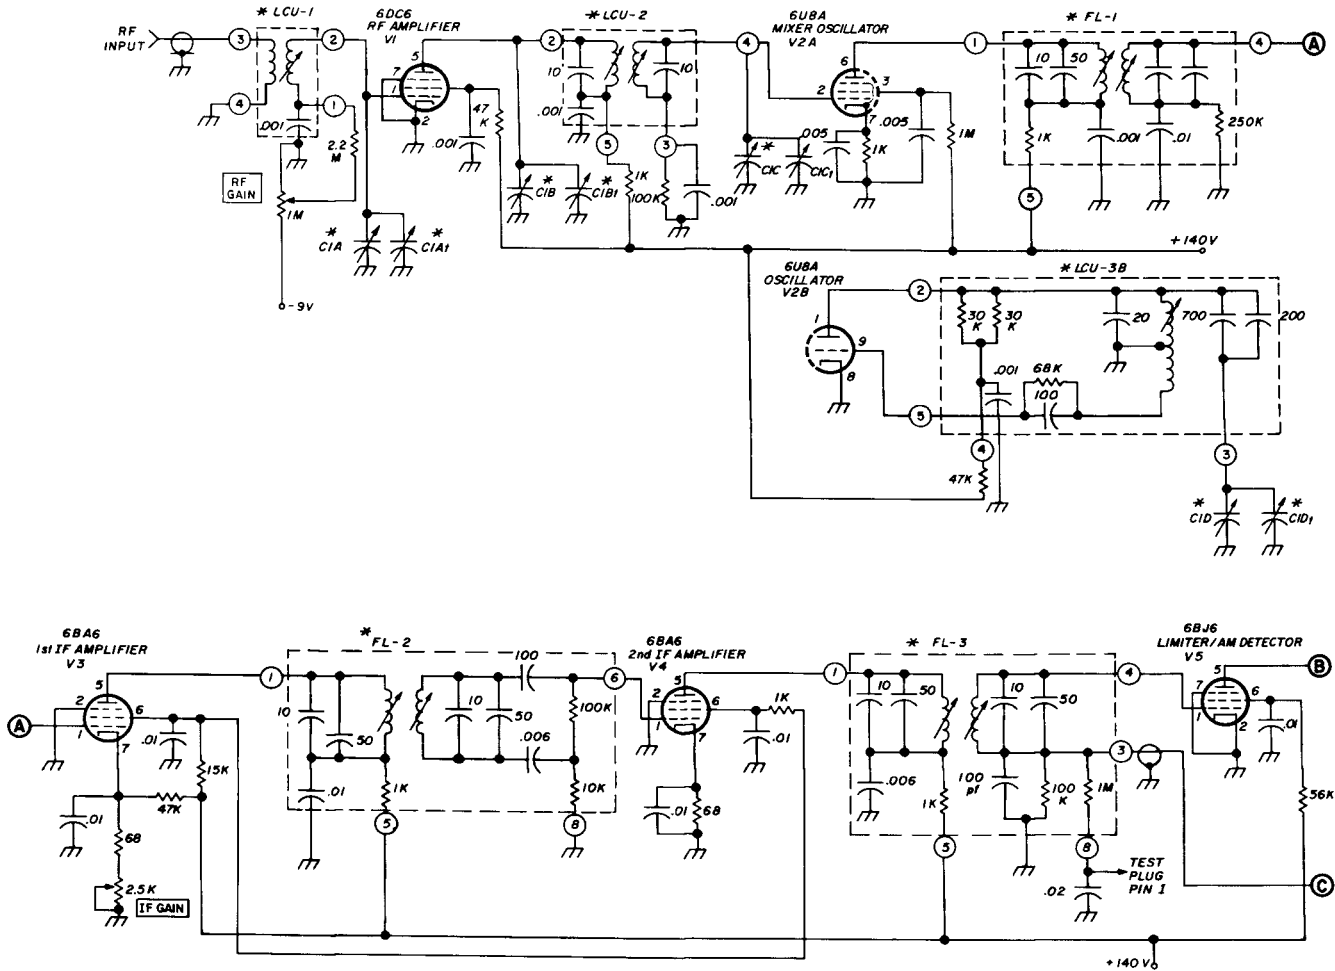 * LCU-1
RF
INPUT
3
2
4
1
.001
2.2
M
RF
GAIN
1M
-9V
6DC6
RF AMPLIFIER
V1
5
7
1
2
47
K
.001
*
C1A
*
C1A1
* LCU-2
2
10
10
.001
5
3
1K
100K
.001
*
C1B
*
C1B1
6U8A
MIXER OSCILLATOR
V2A
4
6
3
2
7
.005
.005
1K
1M
*
C1C
C1C1
* FL-1
1
10
50
4
A
1K
.001
.01
250K
5
+140V
6U8A
OSCILLATOR
V2B
1
9
8
* LCU-3B
2
30
K
30
K
20
700
200
.001
68K
100
5
4
47K
3
*
C1D
*
C1D1
6BA6
1st IF AMPLIFIER
V3
5
2
6
1
7
A
.01
15K
47K
.01
68
2.5K
IF GAIN
* FL-2
1
10
50
10
50
100
.006
100K
.01
1K
10K
5
8
6
6BA6
2nd IF AMPLIFIER
V4
5
2
6
1
7
1K
.01
.01
68
* FL-3
1
10
50
10
50
4
.006
1K
100
pf
100
K
1M
3
5
8
.02
TEST
PLUG
PIN 1
6BJ6
LIMITER/AM DETECTOR
V5
5
7
6
1
2
.01
56K
B
C
+140V